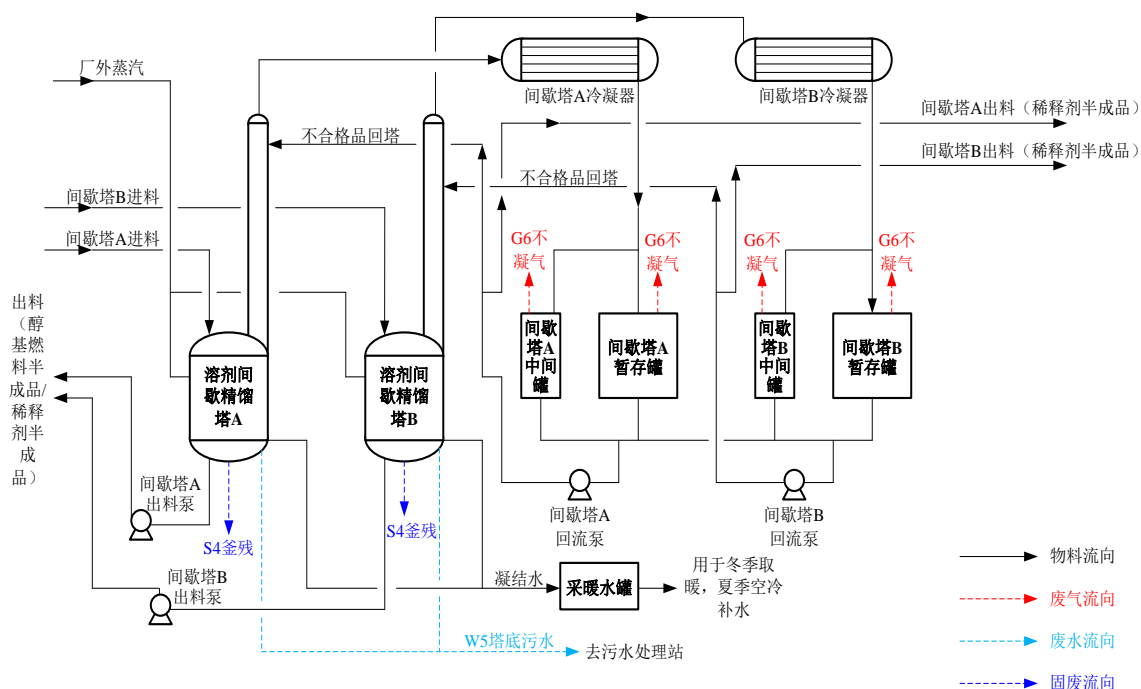 厂外蒸汽
间歇塔A冷凝器
间歇塔B冷凝器
间歇塔A出料（稀释剂半成品）
间歇塔B出料（稀释剂半成品）
不合格品回塔
不合格品回塔
间歇塔B进料
间歇塔A进料
G6不
凝气
G6不
凝气
G6不
凝气
G6不
凝气
出料
（醇
基燃
料半
成品/
稀释
剂半
成
品）
溶剂间
歇精馏
塔A
溶剂间
歇精馏
塔B
间歇
塔A
中间
罐
间歇塔A
暂存罐
间歇
塔B
中间
罐
间歇塔B
暂存罐
间歇塔A
出料泵
S4釜残
S4釜残
间歇塔A
回流泵
间歇塔B
回流泵
间歇塔B
出料泵
凝结水
采暖水罐
用于冬季取
暖，夏季空冷
补水
W5塔底污水
去污水处理站
物料流向
废气流向
废水流向
固废流向